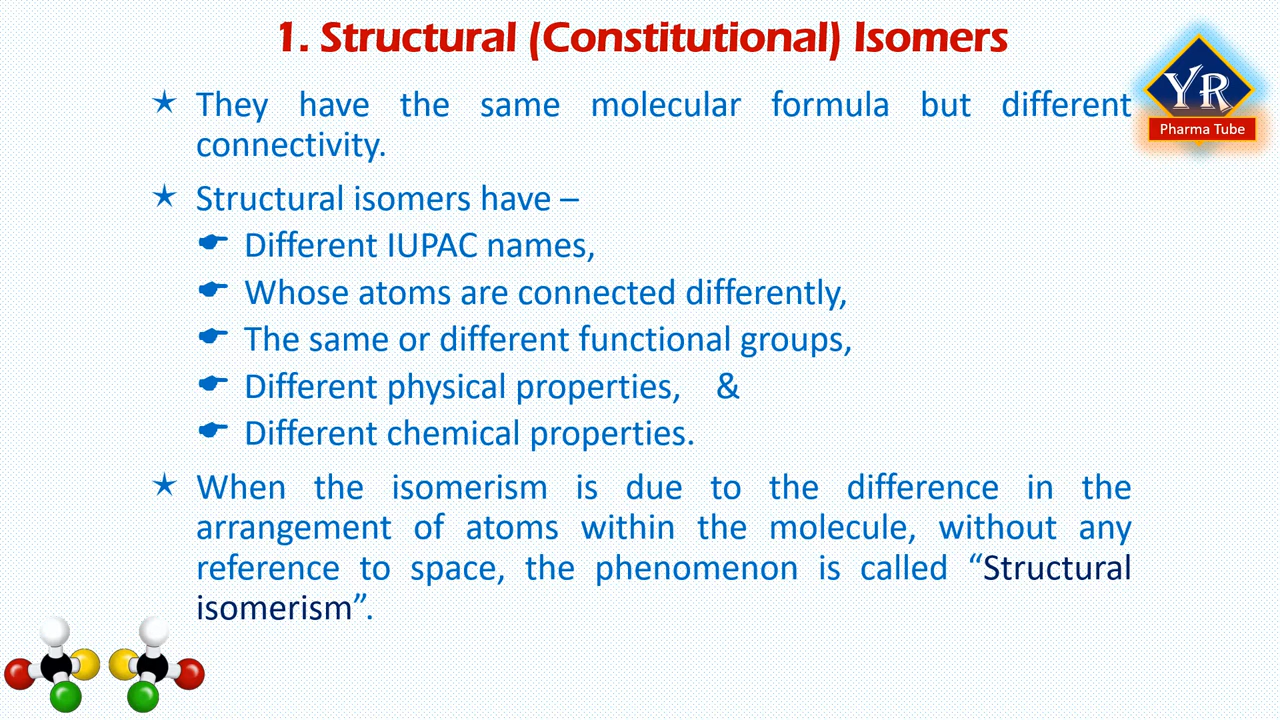 1. Structural (Constitutional) Isomers
YR
Pharma Tube
They have the same molecular formula but different
connectivity.
Structural isomers have –
Different IUPAC names,
Whose atoms are connected differently,
The same or different functional groups,
Different physical properties, &
Different chemical properties.
When the isomerism is due to the difference in the
arrangement of atoms within the molecule, without any
reference to space, the phenomenon is called “Structural
isomerism”.